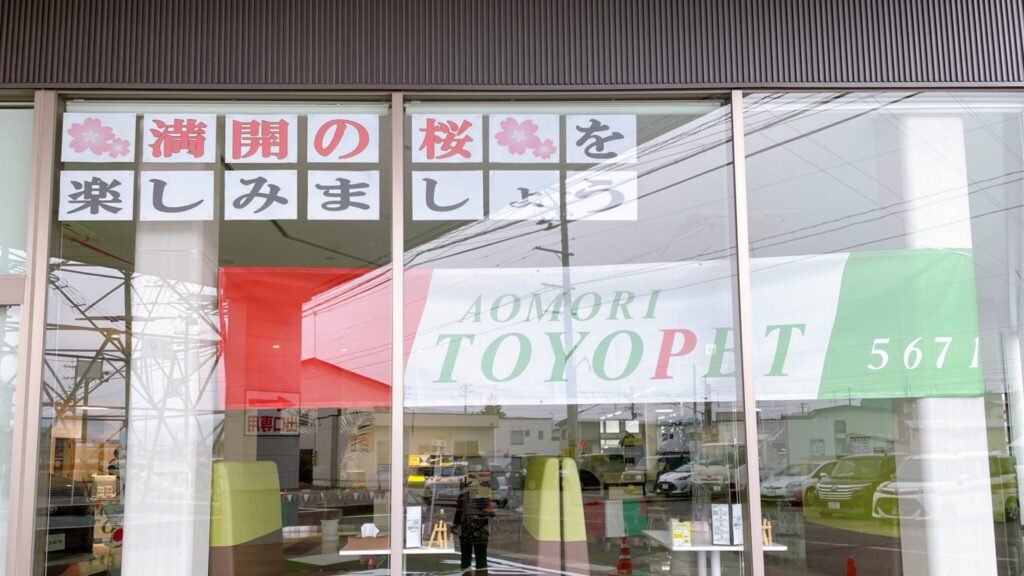 満開の桜を
楽しみましょう
AOMORI
TOYOPET
5671
出口専用